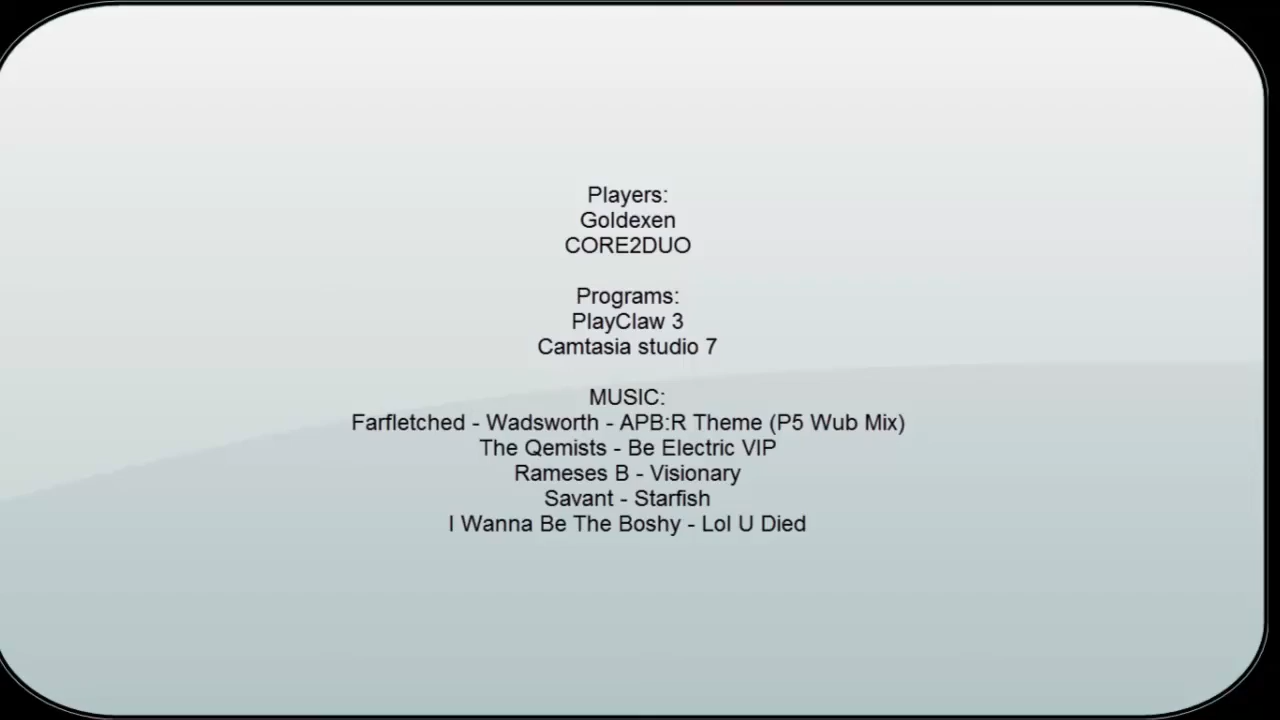 Players:
Goldexen
CORE2DUO
Programs:
PlayClaw 3
Camtasia studio 7
MUSIC:
Farfletched - Wadsworth - APB:R Theme (P5 Wub Mix)
The Qemists - Be Electric VIP
Rameses B - Visionary
Savant - Starfish
I Wanna Be The Boshy - Lol U Died